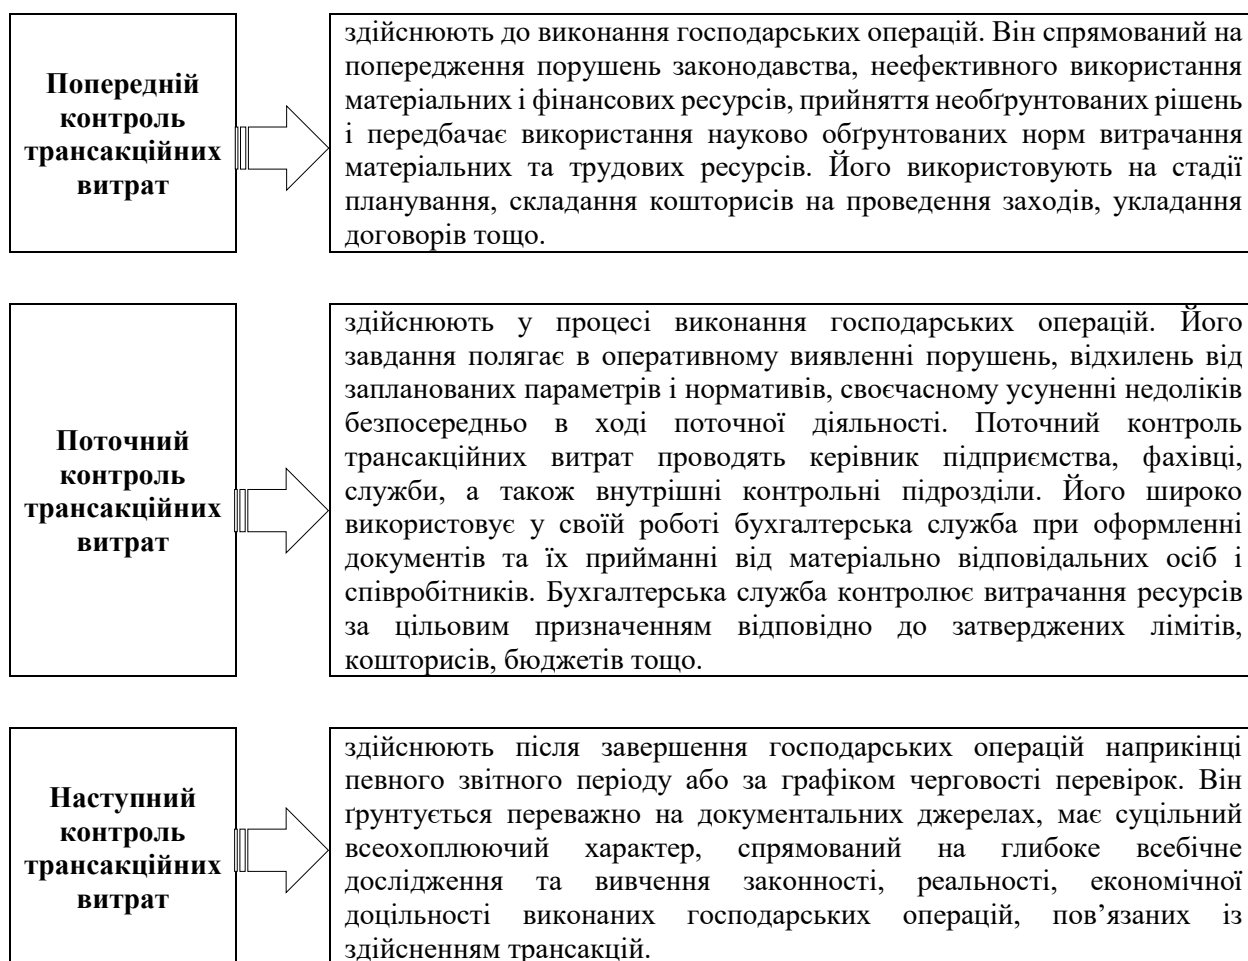 Попередній
контроль
трансакційних
витрат
здійснюють до виконання господарських операцій. Він спрямований на
попередження порушень законодавства, неефективного використання
матеріальних і фінансових ресурсів, прийняття необґрунтованих рішень
і передбачає використання науково обґрунтованих норм витрачання
матеріальних та трудових ресурсів. Його використовують на стадії
планування, складання кошторисів на проведення заходів, укладання
договорів тощо.
Поточний
контроль
трансакційних
витрат
здійснюють у процесі виконання господарських операцій. Його
завдання полягає в оперативному виявленні порушень, відхилень від
запланованих параметрів і нормативів, своєчасному усуненні недоліків
безпосередньо в ході поточної діяльності. Поточний контроль
трансакційних витрат проводять керівник підприємства, фахівці,
служби, а також внутрішні контрольні підрозділи. Його широко
використовує у своїй роботі бухгалтерська служба при оформленні
документів та їх прийманні від матеріально відповідальних осіб і
співробітників. Бухгалтерська служба контролює витрачання ресурсів
за цільовим призначенням відповідно до затверджених лімітів,
кошторисів, бюджетів тощо.
Наступний
контроль
трансакційних
витрат
здійснюють після завершення господарських операцій наприкінці
певного звітного періоду або за графіком черговості перевірок. Він
ґрунтується переважно на документальних джерелах, має суцільний
всеохоплюючий характер, спрямований на глибоке всебічне
дослідження та вивчення законності, реальності, економічної
доцільності виконаних господарських операцій, пов’язаних із
здійсненням трансакцій.